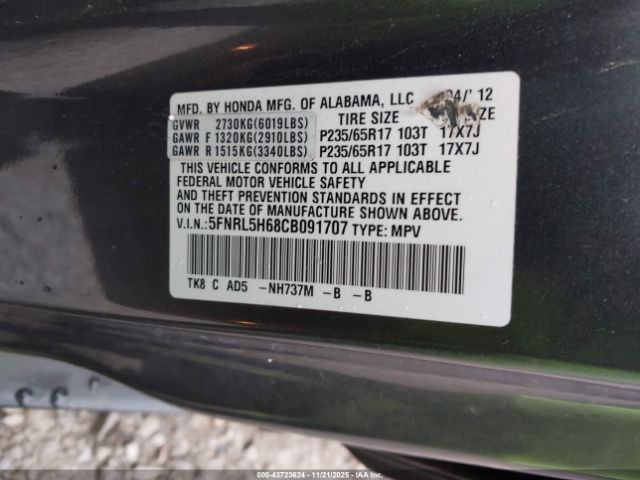 MFD. BY HONDA MFG. OF ALABAMA, LLC 04/'12
TIRE SIZE SIZE
GVWR 2730KG(6019LBS)
GAWR F 1320KG(2910LBS) P235/65R17 103T 17X7J
GAWR R 1515KG(3340LBS) P235/65R17 103T 17X7J
THIS VEHICLE CONFORMS TO ALL APPLICABLE
FEDERAL MOTOR VEHICLE SAFETY
AND THEFT PREVENTION STANDARDS IN EFFECT
ON THE DATE OF MANUFACTURE SHOWN ABOVE.
V.I.N.: 5FNRL5H68CB091707 TYPE: MPV
TK8 C AD5 -NH737M -B -B
000-43723624 | 11/21/2025 - IAAI.COM